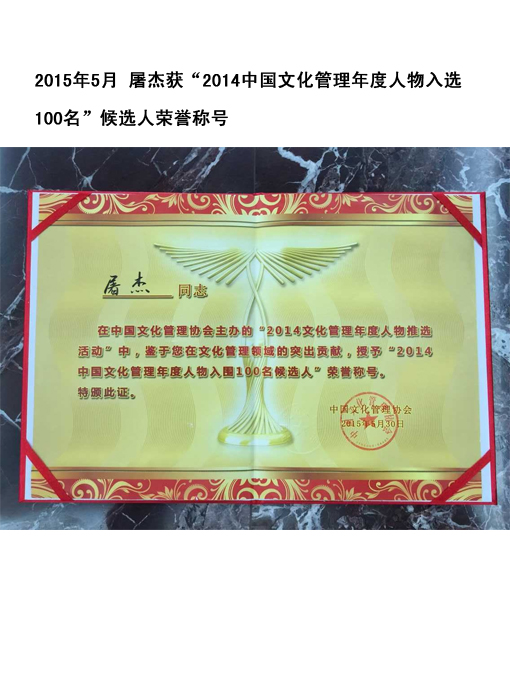 2015年5月 屠杰获“2014中国文化管理年度人物入选
100名”候选人荣誉称号
屠杰 同志
在中国文化管理协会主办的“2014文化管理年度人物推选
活动”中，鉴于您在文化管理领域的突出贡献，授予“2014
中国文化管理年度人物入围100名候选人”荣誉称号。
特颁此证。
中国文化管理协会
2015年5月30日